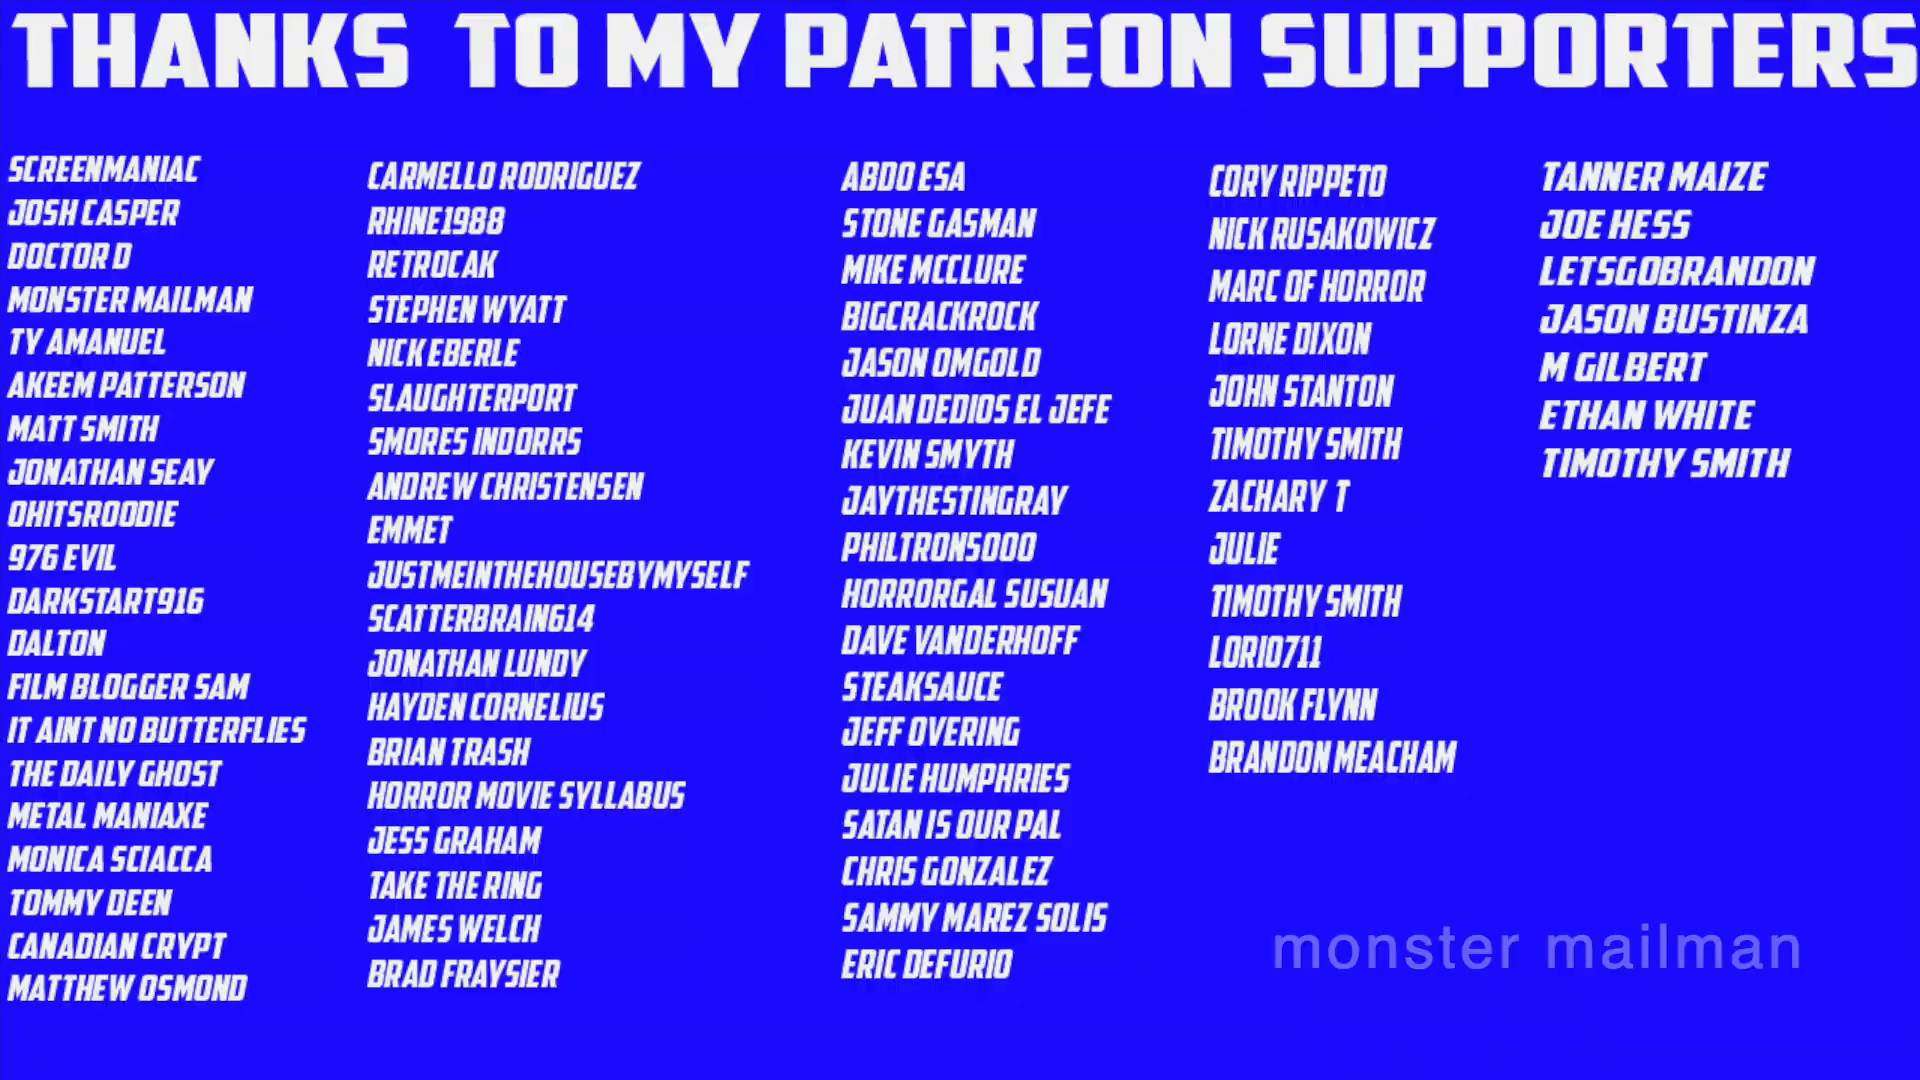 THANKS TO MY PATREON SUPPORTERS
SCREENMANIAC
JOSH CASPER
DOCTOR D
MONSTER MAILMAN
TY AMANUEL
AKEEM PATTERSON
MATT SMITH
JONATHAN SEAY
OHITSROODIE
976 EVIL
DARKSTART916
DALTON
FILM BLOGGER SAM
IT AINT NO BUTTERFLIES
THE DAILY GHOST
METAL MANIAXE
MONICA SCIACCA
TOMMY DEEN
CANADIAN CRYPT
MATTHEW OSMOND
CARMELLO RODRIGUEZ
RHINE1988
RETROCAK
STEPHEN WYATT
NICK EBERLE
SLAUGHTERPORT
SMORES INDORRS
ANDREW CHRISTENSEN
EMMET
JUSTMEINTHEHOUSEBYMYSELF
SCATTERBRAIN614
JONATHAN LUNDY
HAYDEN CORNELIUS
BRIAN TRASH
HORROR MOVIE SYLLABUS
JESS GRAHAM
TAKE THE RING
JAMES WELCH
BRAD FRAYSIER
ABDO ESA
STONE GASMAN
MIKE MCCLURE
BIGCRACKROCK
JASON OMGOLD
JUAN DEDIOS EL JEFE
KEVIN SMYTH
JAYTHESTINGRAY
PHILTRON5000
HORRORGAL SUSUAN
DAVE VANDERHOFF
STEAKSAUCE
JEFF OVERING
JULIE HUMPHRIES
SATAN IS OUR PAL
CHRIS GONZALEZ
SAMMY MAREZ SOLIS
ERIC DEFURIO
CORY RIPPETO
NICK RUSAKOWICZ
MARC OF HORROR
LORNE DIXON
JOHN STANTON
TIMOTHY SMITH
ZACHARY T
JULIE
TIMOTHY SMITH
LORI0711
BROOK FLYNN
BRANDON MEACHAM
TANNER MAIZE
JOE HESS
LETSGOBRANDON
JASON BUSTINZA
M GILBERT
ETHAN WHITE
TIMOTHY SMITH
monster mailman